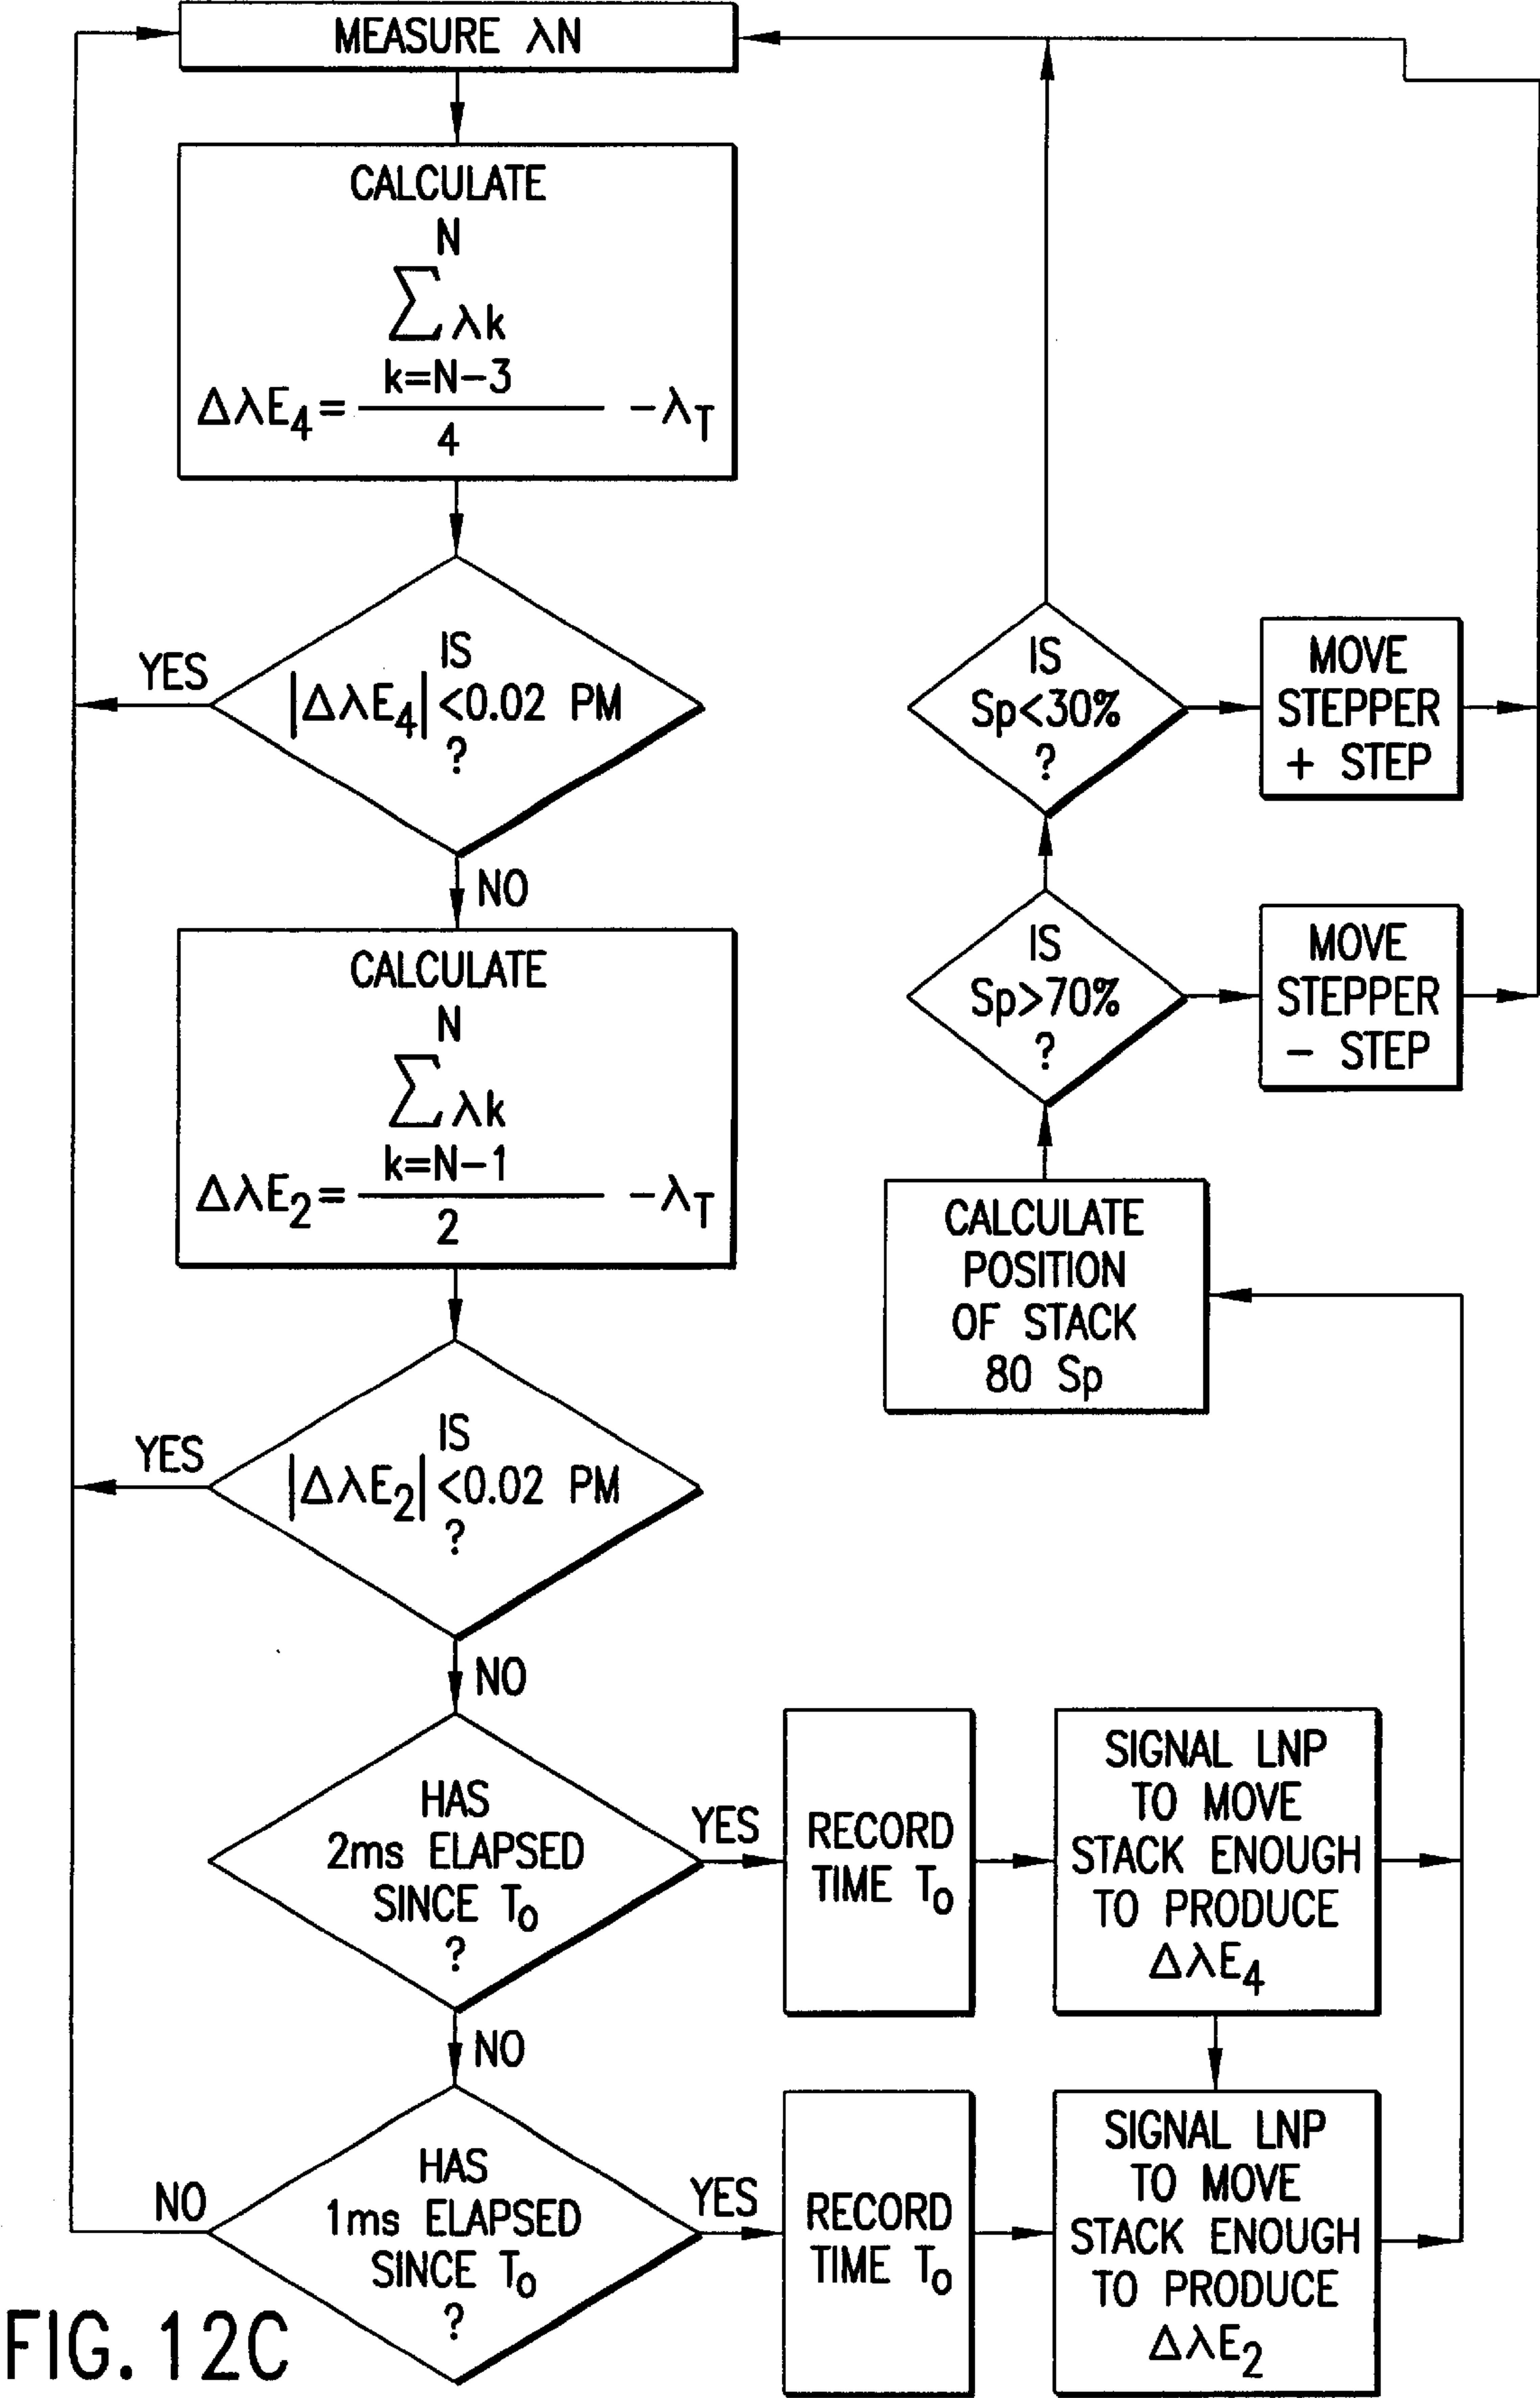 MEASURE λN
CALCULATE
N
∑ λk
k=N-3
ΔλE₄= 4 -λT
YES
IS
|ΔλE₄|<0.02 PM
?
NO
CALCULATE
N
∑ λk
k=N-1
ΔλE₂= 2 -λT
YES
IS
|ΔλE₂|<0.02 PM
?
NO
HAS
2ms ELAPSED
SINCE T₀
?
YES
RECORD
TIME T₀
SIGNAL LNP
TO MOVE
STACK ENOUGH
TO PRODUCE
ΔλE₄
NO
HAS
1ms ELAPSED
SINCE T₀
?
NO
YES
RECORD
TIME T₀
SIGNAL LNP
TO MOVE
STACK ENOUGH
TO PRODUCE
ΔλE₂
CALCULATE
POSITION
OF STACK
80 Sp
IS
Sp>70%
?
MOVE
STEPPER
- STEP
IS
Sp<30%
?
MOVE
STEPPER
+ STEP
FIG. 12C